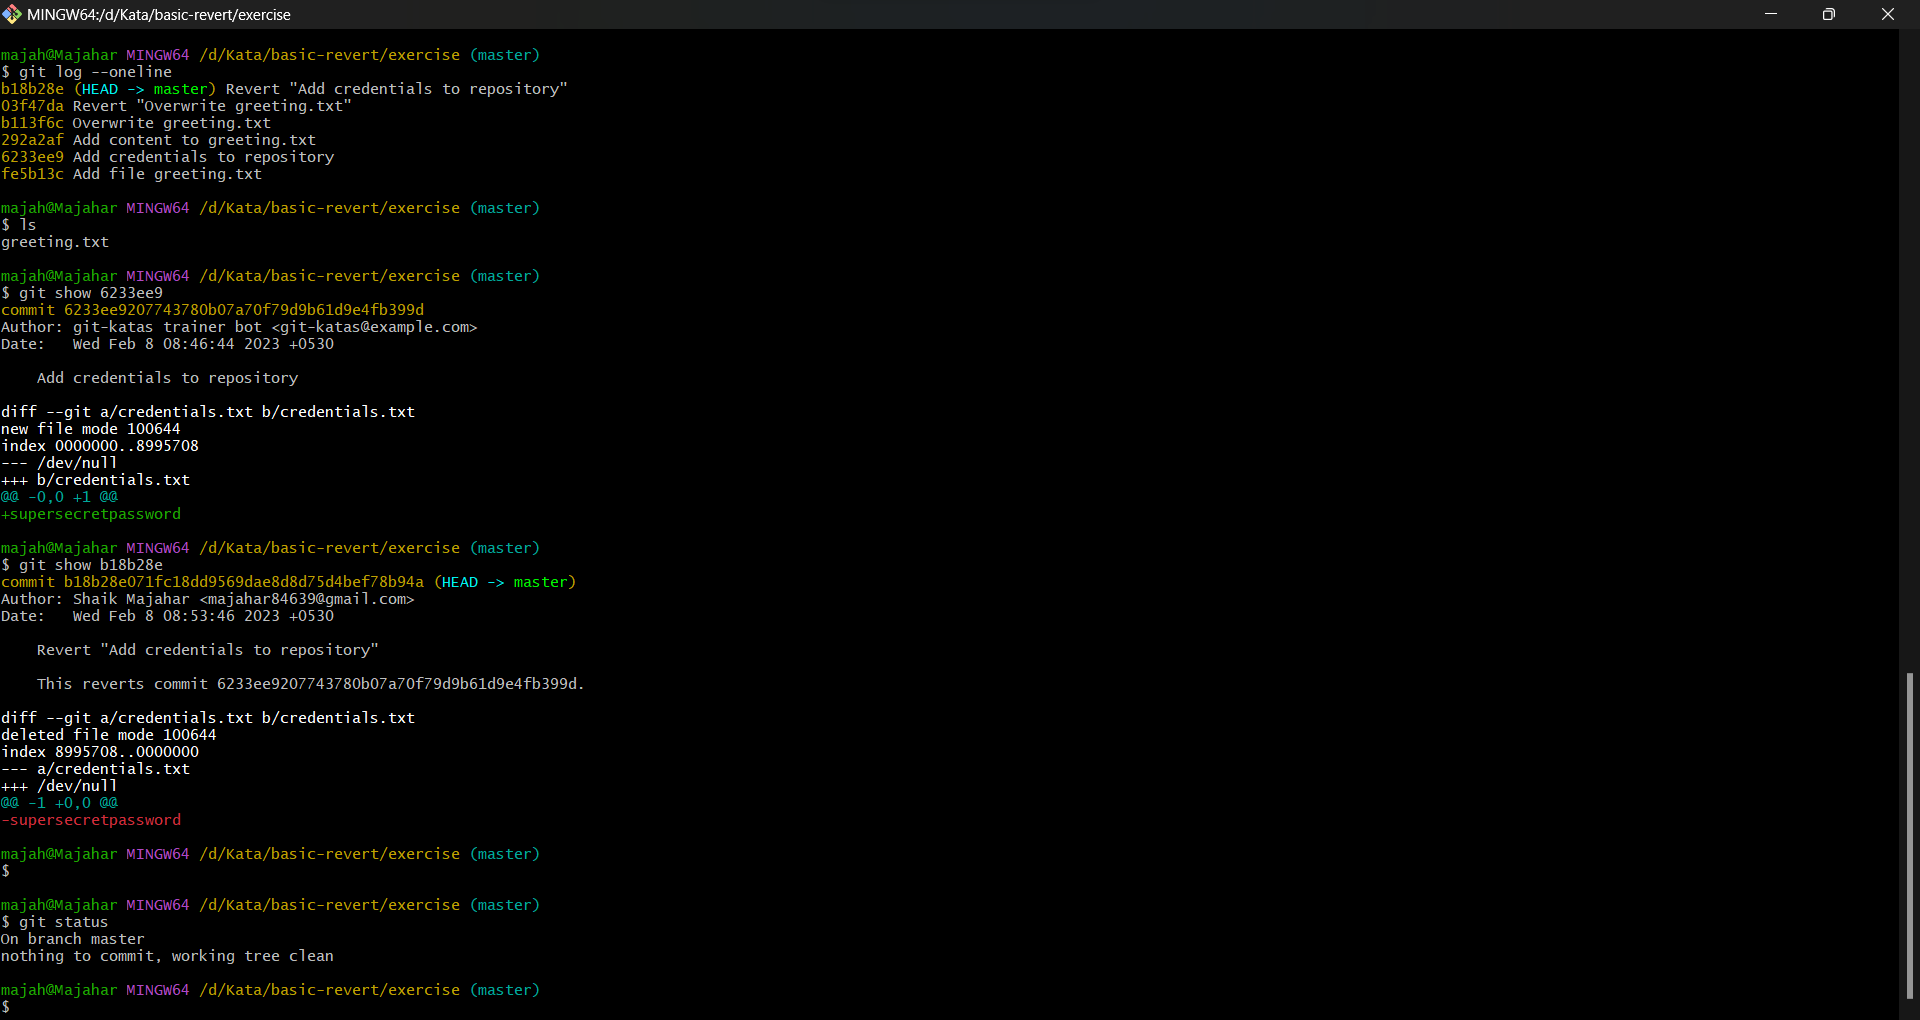 MINGW64:/d/Kata/basic-revert/exercise
majah@Majahar MINGW64 /d/Kata/basic-revert/exercise (master)
$ git log --oneline
b18b28e (HEAD -> master) Revert "Add credentials to repository"
03f47da Revert "Overwrite greeting.txt"
b113f6c Overwrite greeting.txt
292a2af Add content to greeting.txt
6233ee9 Add credentials to repository
fe5b13c Add file greeting.txt
majah@Majahar MINGW64 /d/Kata/basic-revert/exercise (master)
$ ls
greeting.txt
majah@Majahar MINGW64 /d/Kata/basic-revert/exercise (master)
$ git show 6233ee9
commit 6233ee9207743780b07a70f79d9b61d9e4fb399d
Author: git-katas trainer bot <git-katas@example.com>
Date:   Wed Feb 8 08:46:44 2023 +0530
    Add credentials to repository
diff --git a/credentials.txt b/credentials.txt
new file mode 100644
index 0000000..8995708
--- /dev/null
+++ b/credentials.txt
@@ -0,0 +1 @@
+supersecretpassword
majah@Majahar MINGW64 /d/Kata/basic-revert/exercise (master)
$ git show b18b28e
commit b18b28e071fc18dd9569dae8d8d75d4bef78b94a (HEAD -> master)
Author: Shaik Majahar <majahar84639@gmail.com>
Date:   Wed Feb 8 08:53:46 2023 +0530
    Revert "Add credentials to repository"
    This reverts commit 6233ee9207743780b07a70f79d9b61d9e4fb399d.
diff --git a/credentials.txt b/credentials.txt
deleted file mode 100644
index 8995708..0000000
--- a/credentials.txt
+++ /dev/null
@@ -1 +0,0 @@
-supersecretpassword
majah@Majahar MINGW64 /d/Kata/basic-revert/exercise (master)
$
majah@Majahar MINGW64 /d/Kata/basic-revert/exercise (master)
$ git status
On branch master
nothing to commit, working tree clean
majah@Majahar MINGW64 /d/Kata/basic-revert/exercise (master)
$